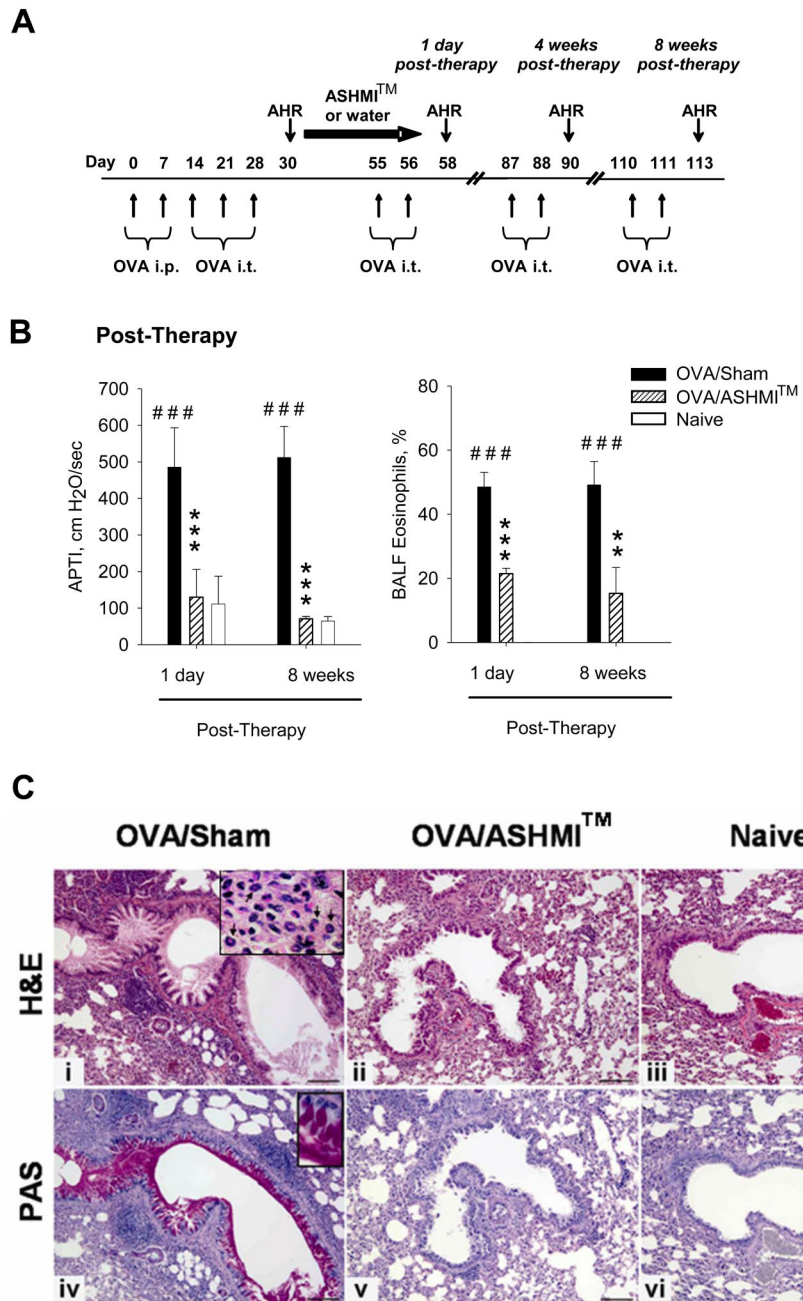 A
1 day post-therapy
4 weeks post-therapy
8 weeks post-therapy
AHR
ASHMI™ or water
AHR
AHR
AHR
Day 0 7 14 21 28 30 55 56 58 87 88 90 110 111 113
OVA i.p. OVA i.t. OVA i.t. OVA i.t. OVA i.t.
B
Post-Therapy
APTI, cm H₂O/sec
700
600
500
400
300
200
100
0
# # #
* * *
# # #
* * *
1 day 8 weeks
Post-Therapy
BALF Eosinophils, %
80
60
40
20
0
# # #
* * *
# # #
* *
1 day 8 weeks
Post-Therapy
OVA/Sham
OVA/ASHMI™
Naive
C
OVA/Sham OVA/ASHMI™ Naive
H&E
i ii iii
PAS
iv v vi